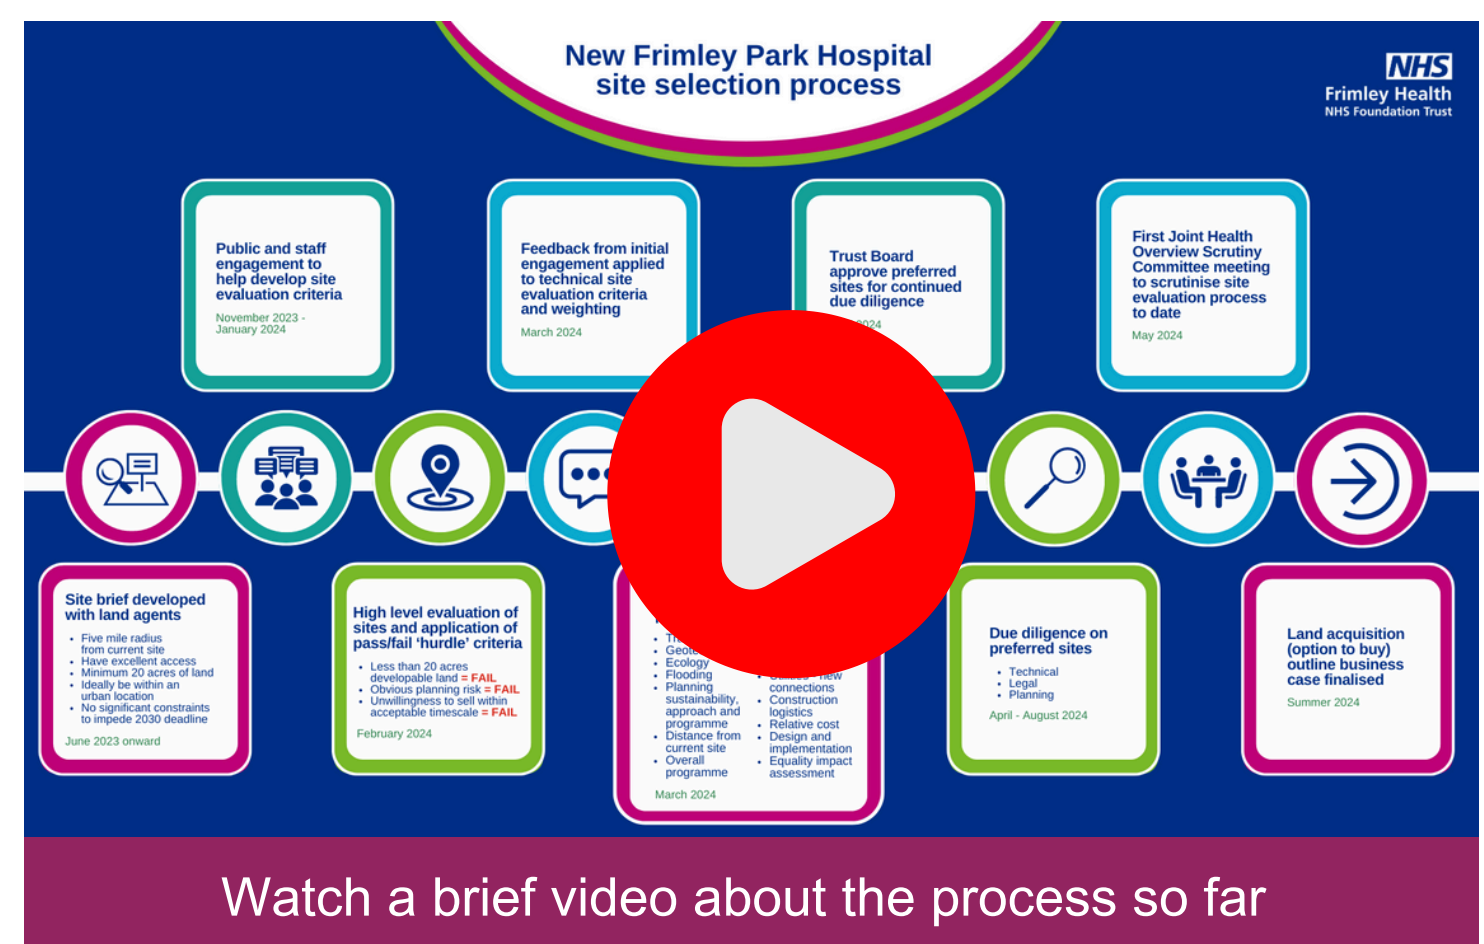 New Frimley Park Hospital
site selection process
NHS
Frimley Health
NHS Foundation Trust
Public and staff
engagement to
help develop site
evaluation criteria
November 2023 -
January 2024
Feedback from initial
engagement applied
to technical site
evaluation criteria
and weighting
March 2024
Trust Board
approve preferred
sites for continued
due diligence
2024
First Joint Health
Overview Scrutiny
Committee meeting
to scrutinise site
evaluation process
to date
May 2024
Site brief developed
with land agents
• Five mile radius
from current site
• Have excellent access
• Minimum 20 acres of land
• Ideally be within an
urban location
• No significant constraints
to impede 2030 deadline
June 2023 onward
High level evaluation of
sites and application of
pass/fail ‘hurdle’ criteria
• Less than 20 acres
developable land = FAIL
• Obvious planning risk = FAIL
• Unwillingness to sell within
acceptable timescale = FAIL
February 2024
• Ecology
• Flooding
• Planning
sustainability,
approach and
programme
• Distance from
current site
• Overall
programme
new
connections
• Construction
logistics
• Relative cost
• Design and
implementation
• Equality impact
assessment
March 2024
Due diligence on
preferred sites
• Technical
• Legal
• Planning
April - August 2024
Land acquisition
(option to buy)
outline business
case finalised
Summer 2024
Watch a brief video about the process so far